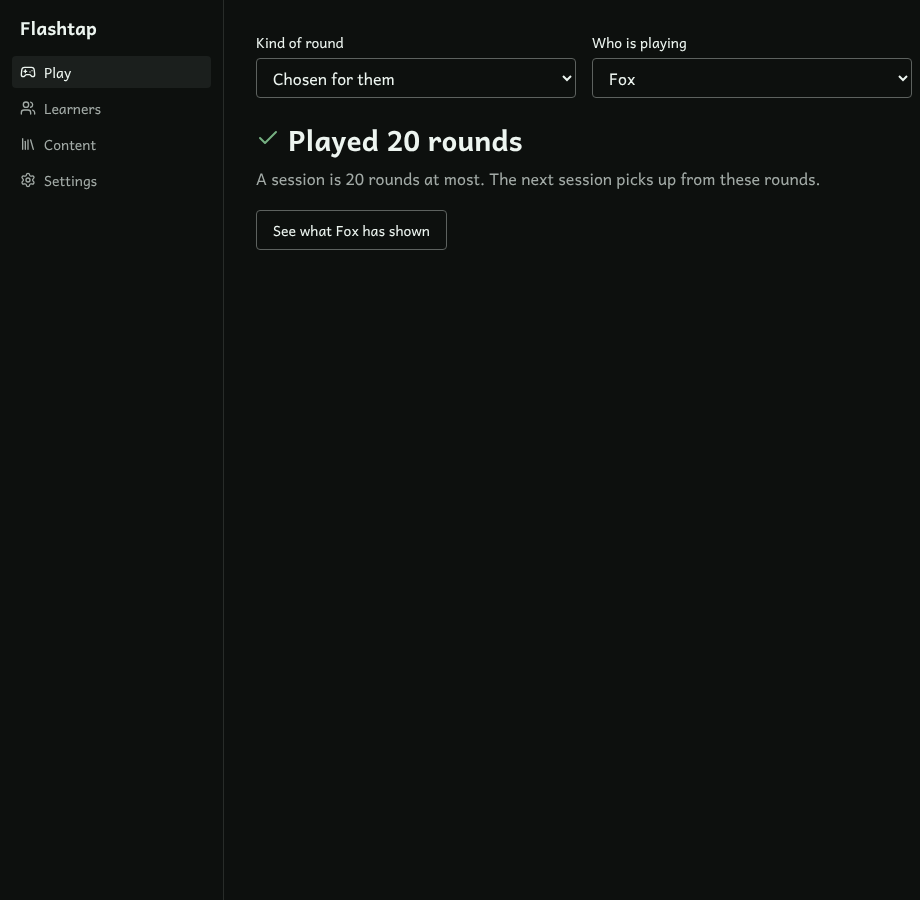 Flashtap
Play
Learners
Content
Settings
Kind of round
Chosen for them
Who is playing
Fox
Played 20 rounds
A session is 20 rounds at most. The next session picks up from these rounds.
See what Fox has shown